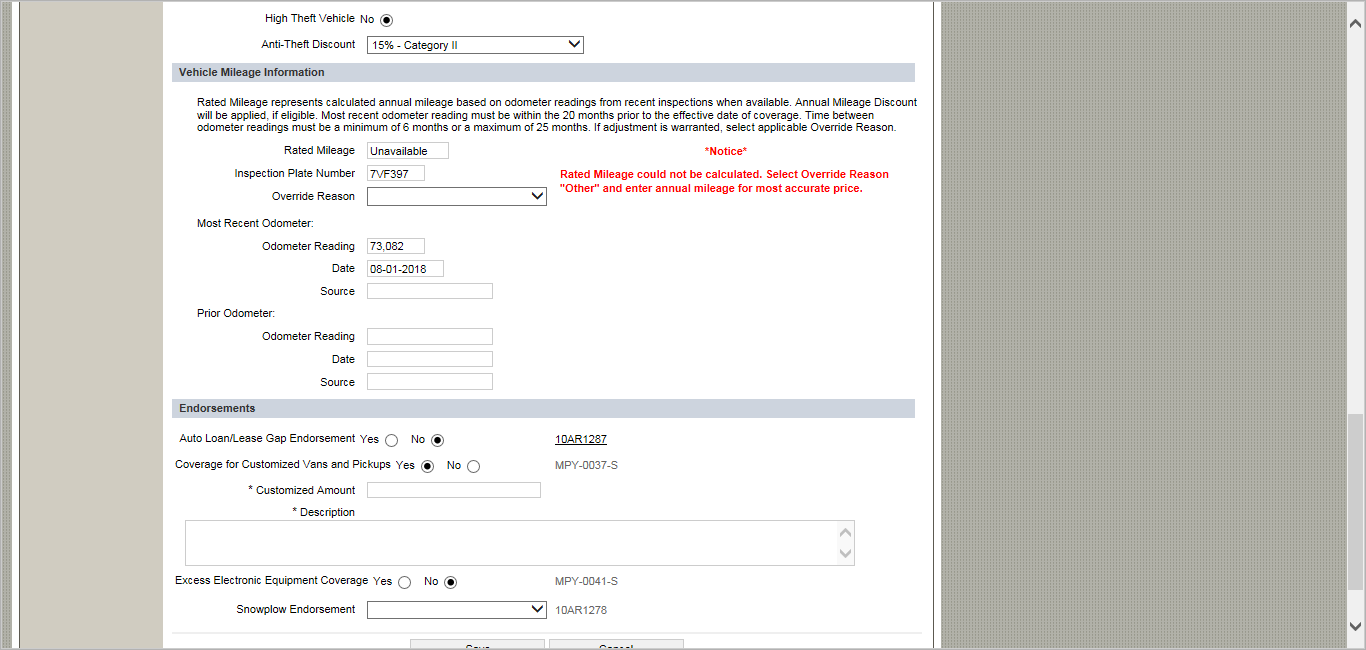 High Theft Vehicle No
Anti-Theft Discount 15% - Category II
Vehicle Mileage Information
Rated Mileage represents calculated annual mileage based on odometer readings from recent inspections when available. Annual Mileage Discount
will be applied, if eligible. Most recent odometer reading must be within the 20 months prior to the effective date of coverage. Time between
odometer readings must be a minimum of 6 months or a maximum of 25 months. If adjustment is warranted, select applicable Override Reason.
Rated Mileage Unavailable *Notice*
Inspection Plate Number 7VF397 Rated Mileage could not be calculated. Select Override Reason
Override Reason "Other" and enter annual mileage for most accurate price.
Most Recent Odometer:
Odometer Reading 73,082
Date 08-01-2018
Source
Prior Odometer:
Odometer Reading
Date
Source
Endorsements
Auto Loan/Lease Gap Endorsement Yes No 10AR1287
Coverage for Customized Vans and Pickups Yes No MPY-0037-S
* Customized Amount
* Description
Excess Electronic Equipment Coverage Yes No MPY-0041-S
Snowplow Endorsement 10AR1278
Save Cancel